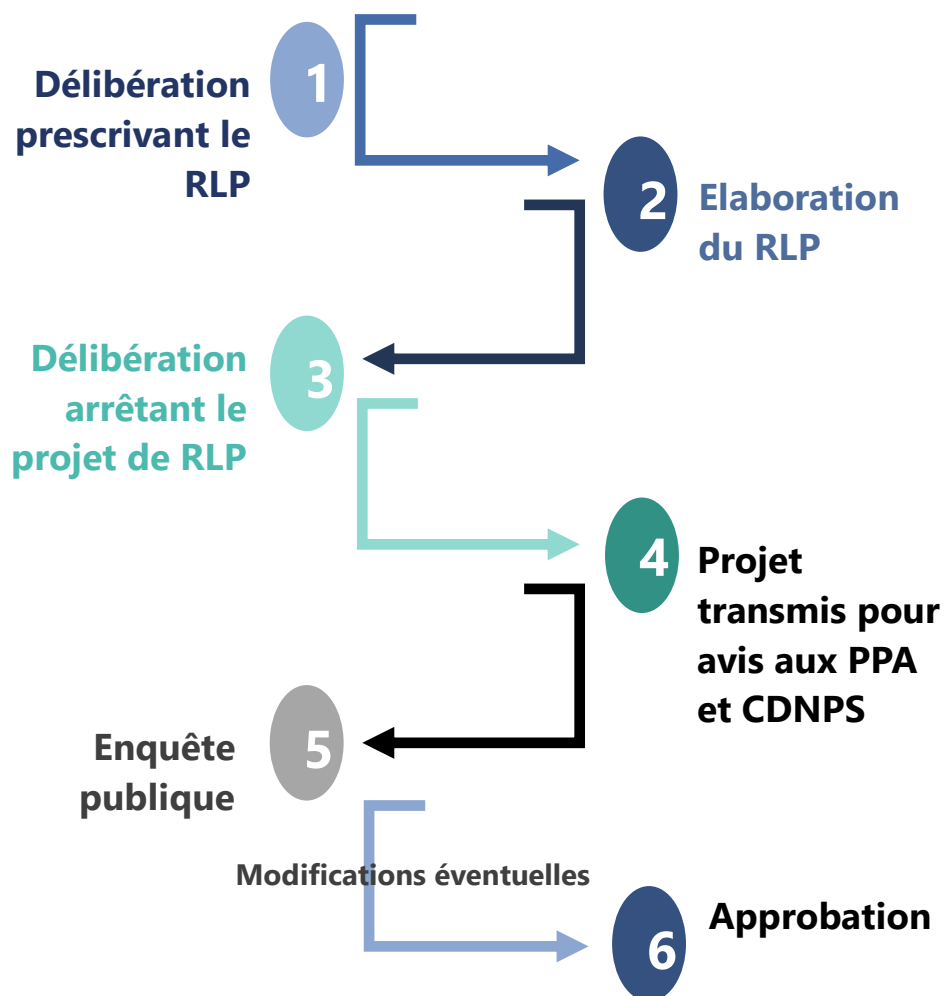 1
Délibération
prescrivant le
RLP
2
Elaboration
du RLP
3
Délibération
arrêtant le
projet de RLP
4
Projet
transmis pour
avis aux PPA
et CDNPS
5
Enquête
publique
Modifications éventuelles
6
Approbation